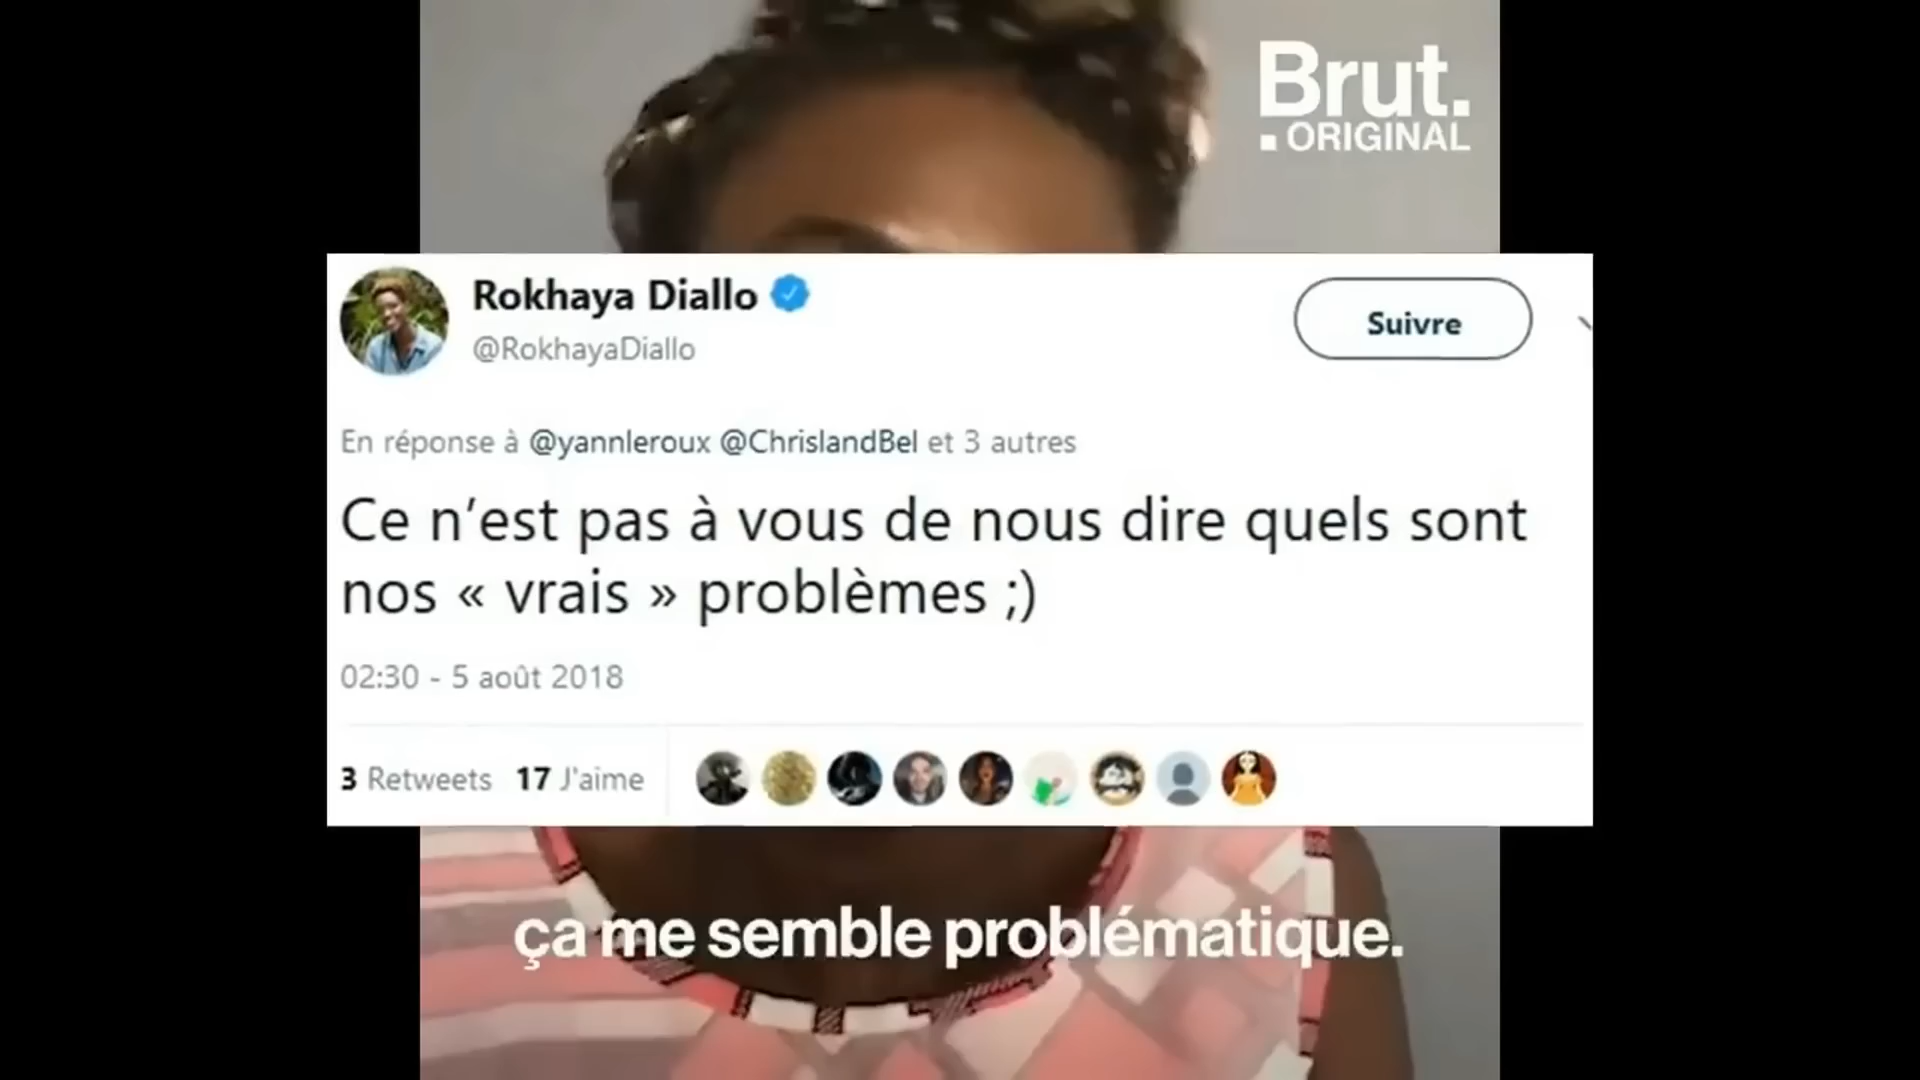 Brut.
ORIGINAL
Rokhaya Diallo
@RokhayaDiallo
Suivre
En réponse à @yannleroux @ChrislandBel et 3 autres
Ce n’est pas à vous de nous dire quels sont
nos « vrais » problèmes ;)
02:30 - 5 août 2018
3 Retweets 17 J'aime
ça me semble problématique.